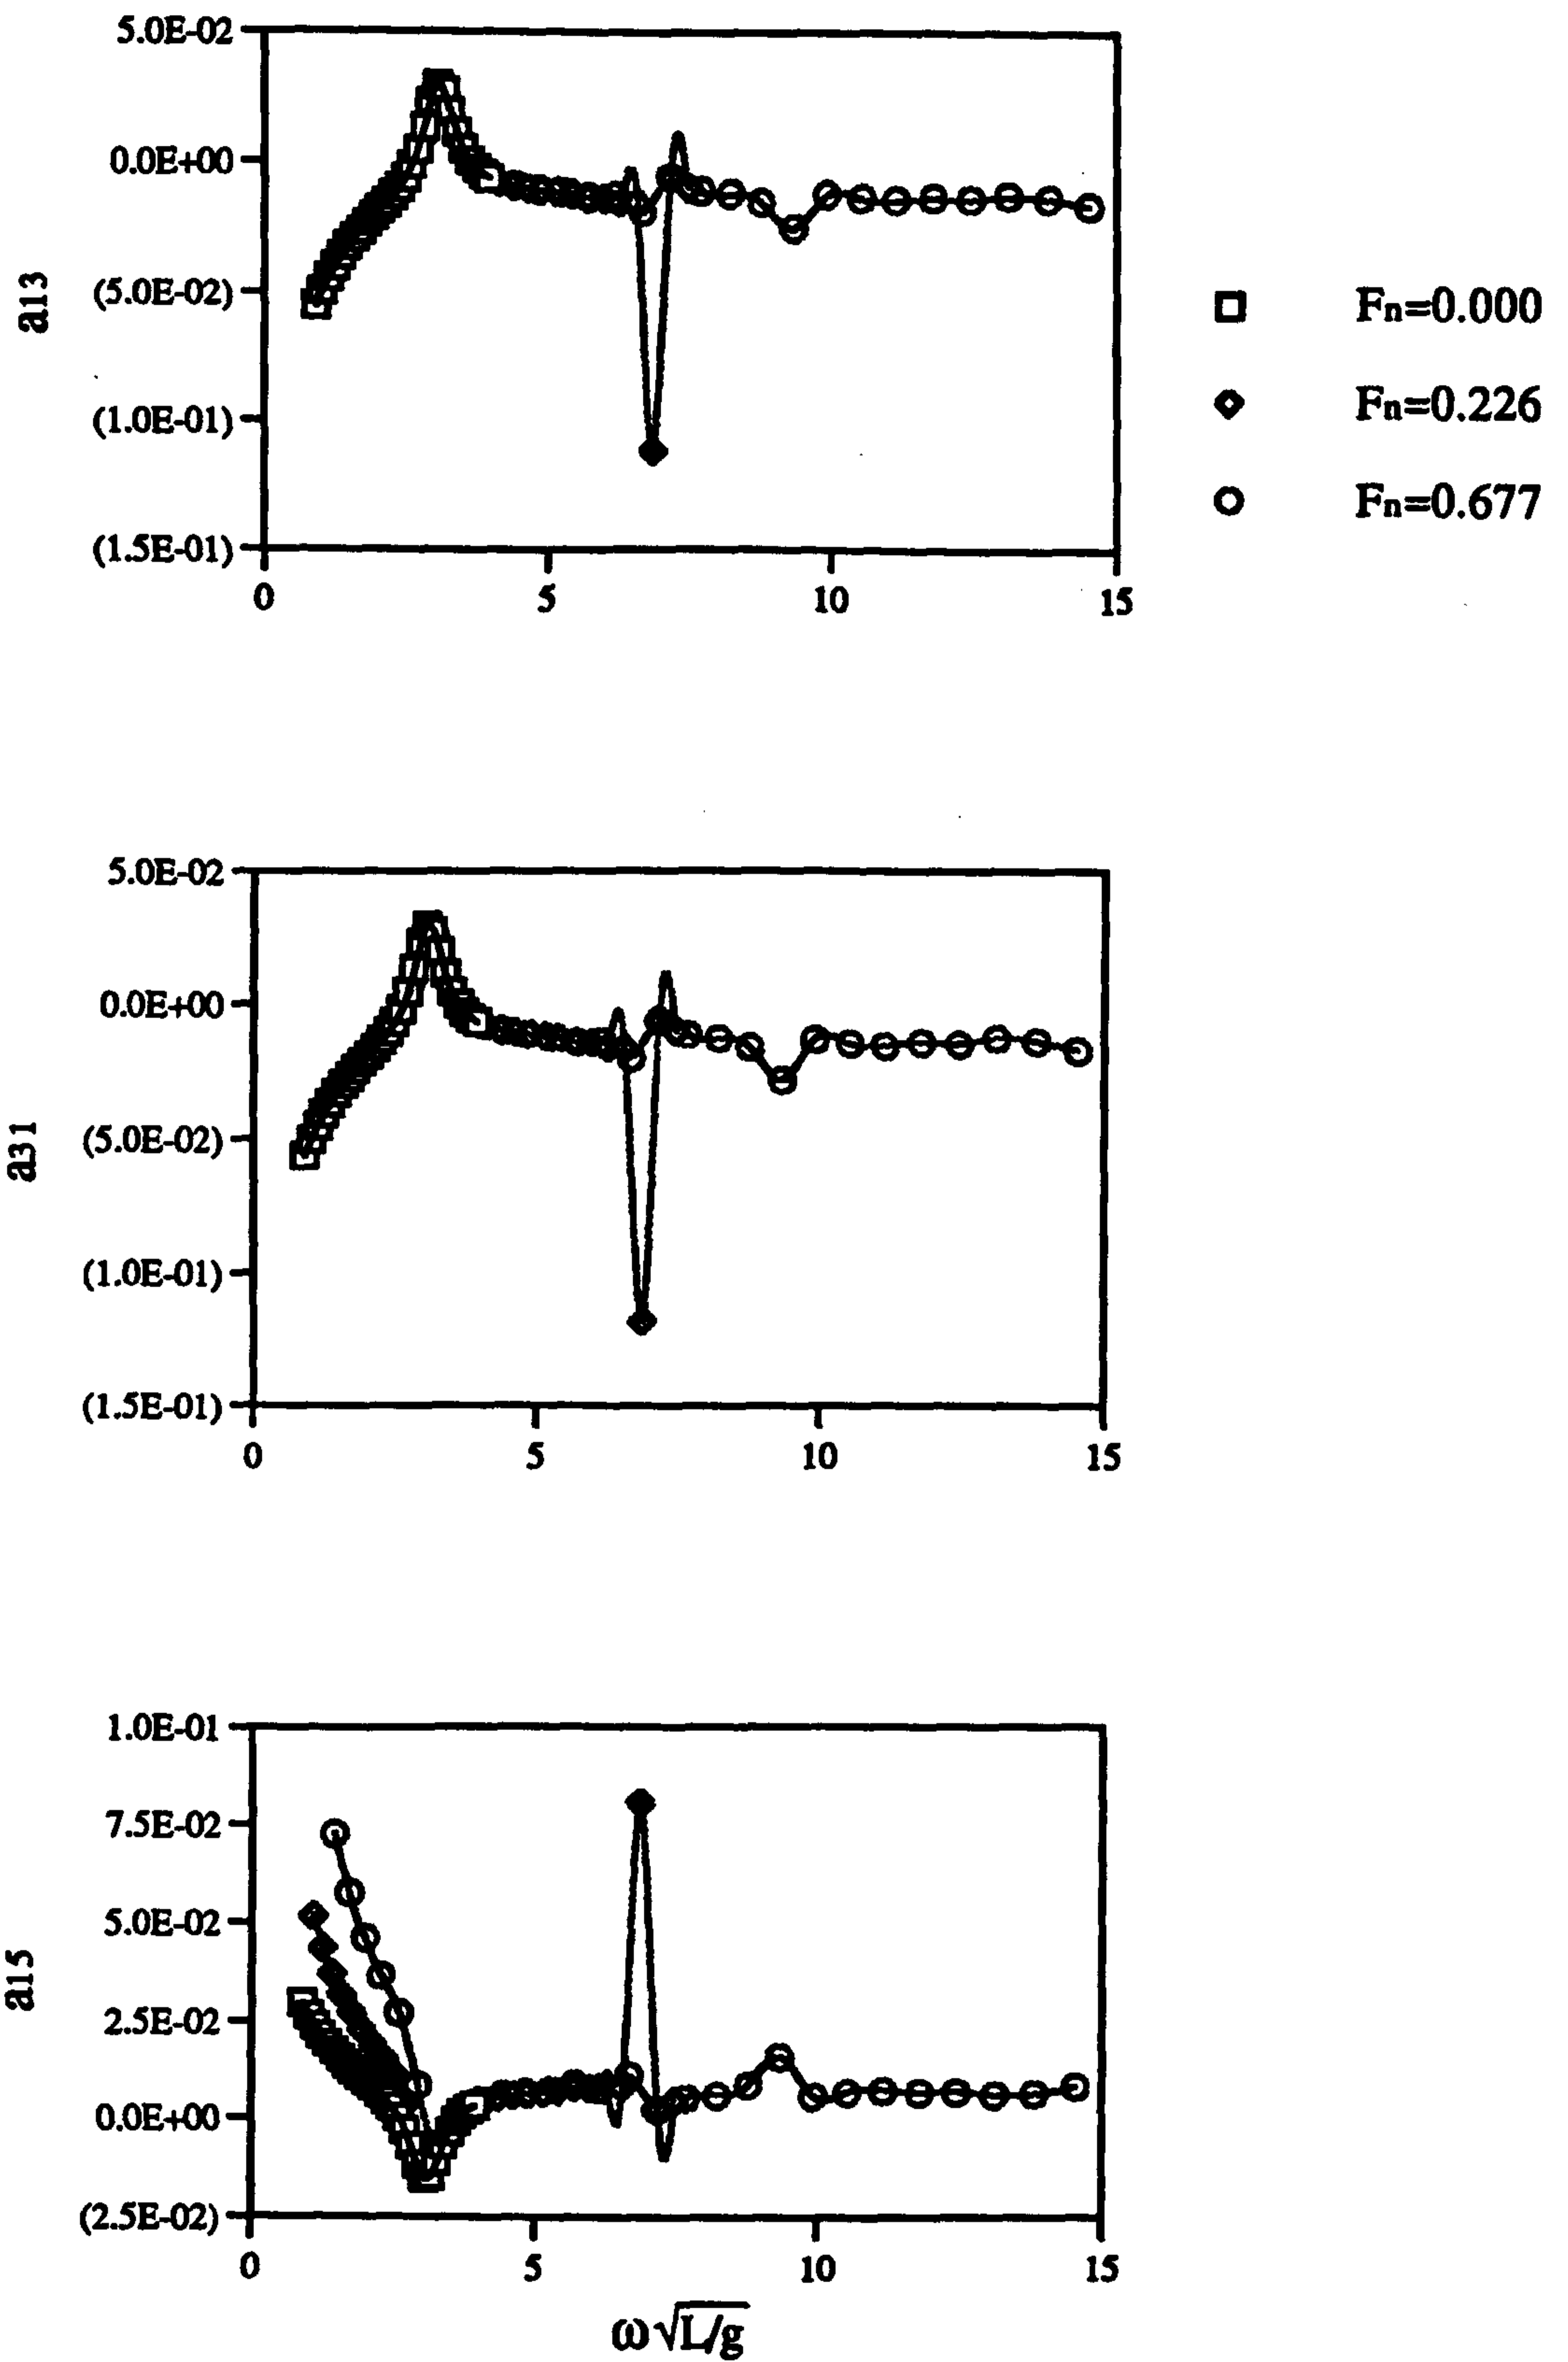 5.0E-02
0.0E+00
(5.0E-02)
(1.0E-01)
(1.5E-01)
a13
0 5 10 15
Fn=0.000
Fn=0.226
Fn=0.677
5.0E-02
0.0E+00
(5.0E-02)
(1.0E-01)
(1.5E-01)
a31
0 5 10 15
1.0E-01
7.5E-02
5.0E-02
2.5E-02
0.0E+00
(2.5E-02)
a15
0 5 10 15
ω√L/g